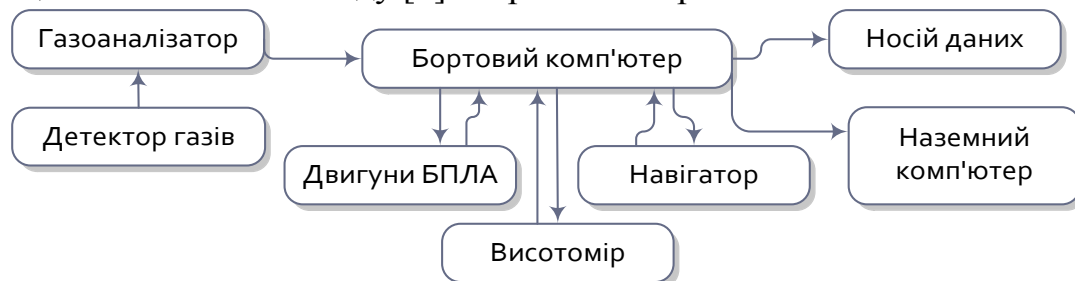 Газоаналізатор
Бортовий комп'ютер
Носій даних
Детектор газів
Двигуни БПЛА
Навігатор
Наземний
комп'ютер
Висотомір